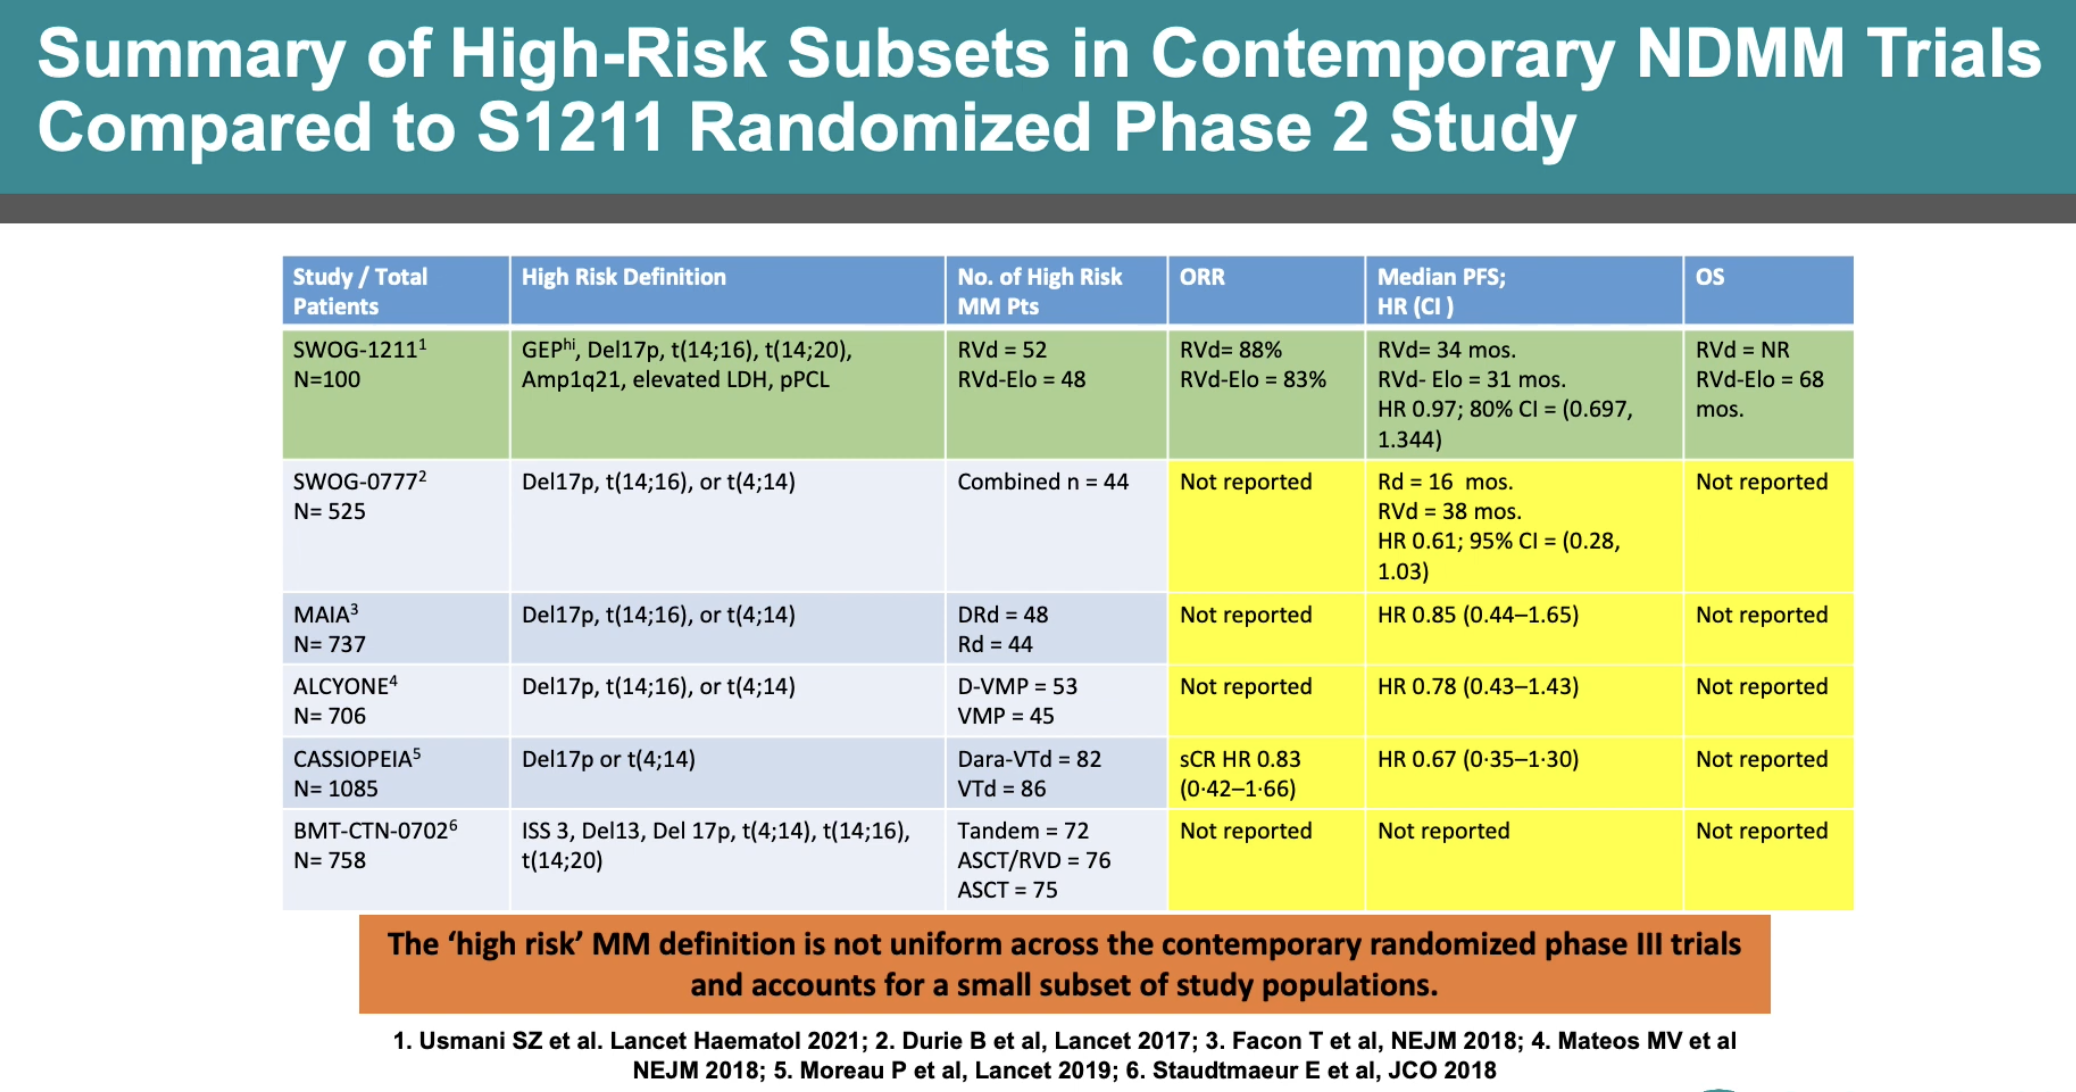 Summary of High-Risk Subsets in Contemporary NDMM Trials
Compared to S1211 Randomized Phase 2 Study
Study / Total
Patients
High Risk Definition
No. of High Risk
MM Pts
ORR
Median PFS;
HR (CI )
OS
SWOG-1211¹
N=100
GEPʰⁱ, Del17p, t(14;16), t(14;20),
Amp1q21, elevated LDH, pPCL
RVd = 52
RVd-Elo = 48
RVd= 88%
RVd-Elo = 83%
RVd= 34 mos.
RVd- Elo = 31 mos.
HR 0.97; 80% CI = (0.697,
1.344)
RVd = NR
RVd-Elo = 68
mos.
SWOG-0777²
N= 525
Del17p, t(14;16), or t(4;14)
Combined n = 44
Not reported
Rd = 16 mos.
RVd = 38 mos.
HR 0.61; 95% CI = (0.28,
1.03)
Not reported
MAIA³
N= 737
Del17p, t(14;16), or t(4;14)
DRd = 48
Rd = 44
Not reported
HR 0.85 (0.44–1.65)
Not reported
ALCYONE⁴
N= 706
Del17p, t(14;16), or t(4;14)
D-VMP = 53
VMP = 45
Not reported
HR 0.78 (0.43–1.43)
Not reported
CASSIOPEIA⁵
N= 1085
Del17p or t(4;14)
Dara-VTd = 82
VTd = 86
sCR HR 0.83
(0·42–1·66)
HR 0.67 (0·35–1·30)
Not reported
BMT-CTN-0702⁶
N= 758
ISS 3, Del13, Del 17p, t(4;14), t(14;16),
t(14;20)
Tandem = 72
ASCT/RVD = 76
ASCT = 75
Not reported
Not reported
Not reported
The ‘high risk’ MM definition is not uniform across the contemporary randomized phase III trials
and accounts for a small subset of study populations.
1. Usmani SZ et al. Lancet Haematol 2021; 2. Durie B et al, Lancet 2017; 3. Facon T et al, NEJM 2018; 4. Mateos MV et al
NEJM 2018; 5. Moreau P et al, Lancet 2019; 6. Staudtmaeur E et al, JCO 2018